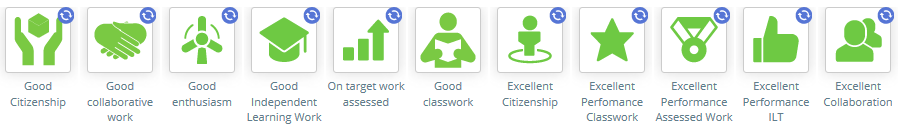 Good
Citizenship
Good
collaborative
work
Good
enthusiasm
Good
Independent
Learning Work
On target work
assessed
Good
classwork
Excellent
Citizenship
Excellent
Perfomance
Classwork
Excellent
Performance
Assessed Work
Excellent
Performance
ILT
Excellent
Collaboration